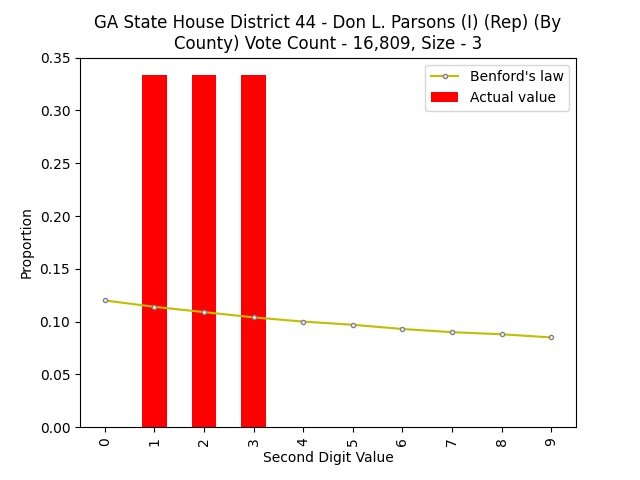 GA State House District 44 - Don L. Parsons (I) (Rep) (By
County) Vote Count - 16,809, Size - 3
Benford's law
Actual value
0.35
0.30
0.25
0.20
0.15
0.10
0.05
0.00
Proportion
0 1 2 3 4 5 6 7 8 9
Second Digit Value